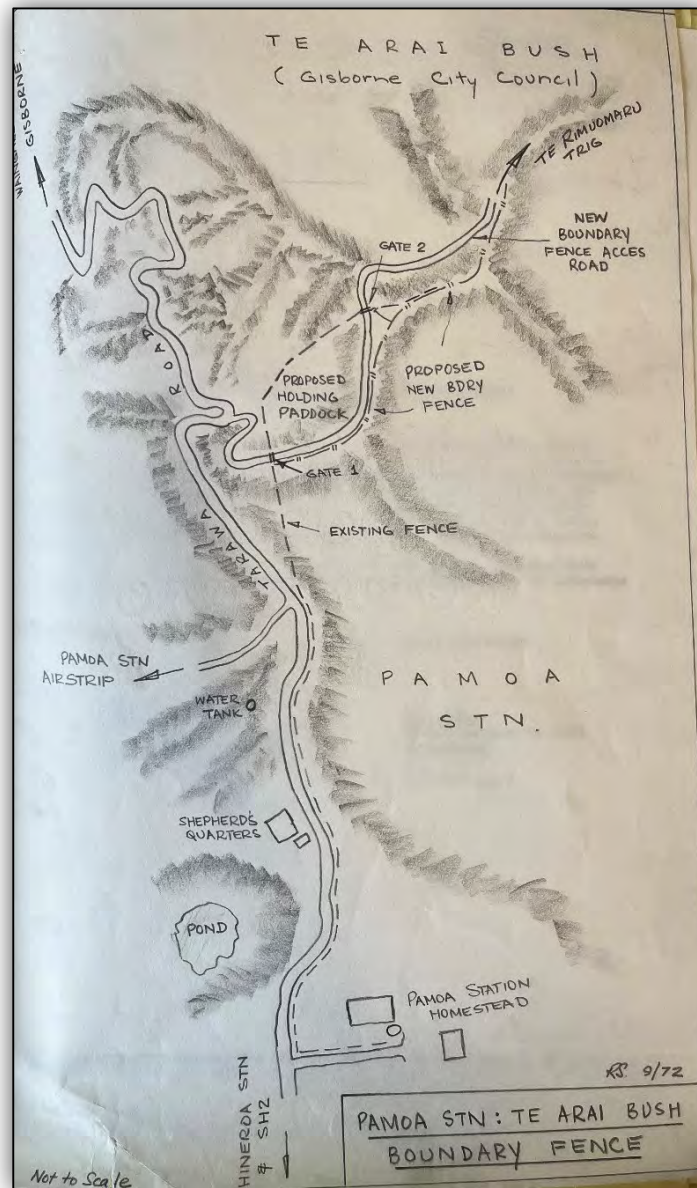 TE ARAI BUSH
(Gisborne City Council)
GISBORNE
TE RIMUOMARU
TRIG
GATE 2
NEW
BOUNDARY
FENCE ACCES
ROAD
ROAD
PROPOSED
HOLDING
PADDOCK
PROPOSED
NEW BDRY
FENCE
GATE 1
TARAWA
EXISTING FENCE
PAMOA STN
AIRSTRIP
PAMOA
STN.
WATER
TANK
SHEPHERD'S
QUARTERS
POND
PAMOA STATION
HOMESTEAD
HINEROA STN
& SH2
9/72
PAMOA STN: TE ARAI BUSH
BOUNDARY FENCE
Not to Scale